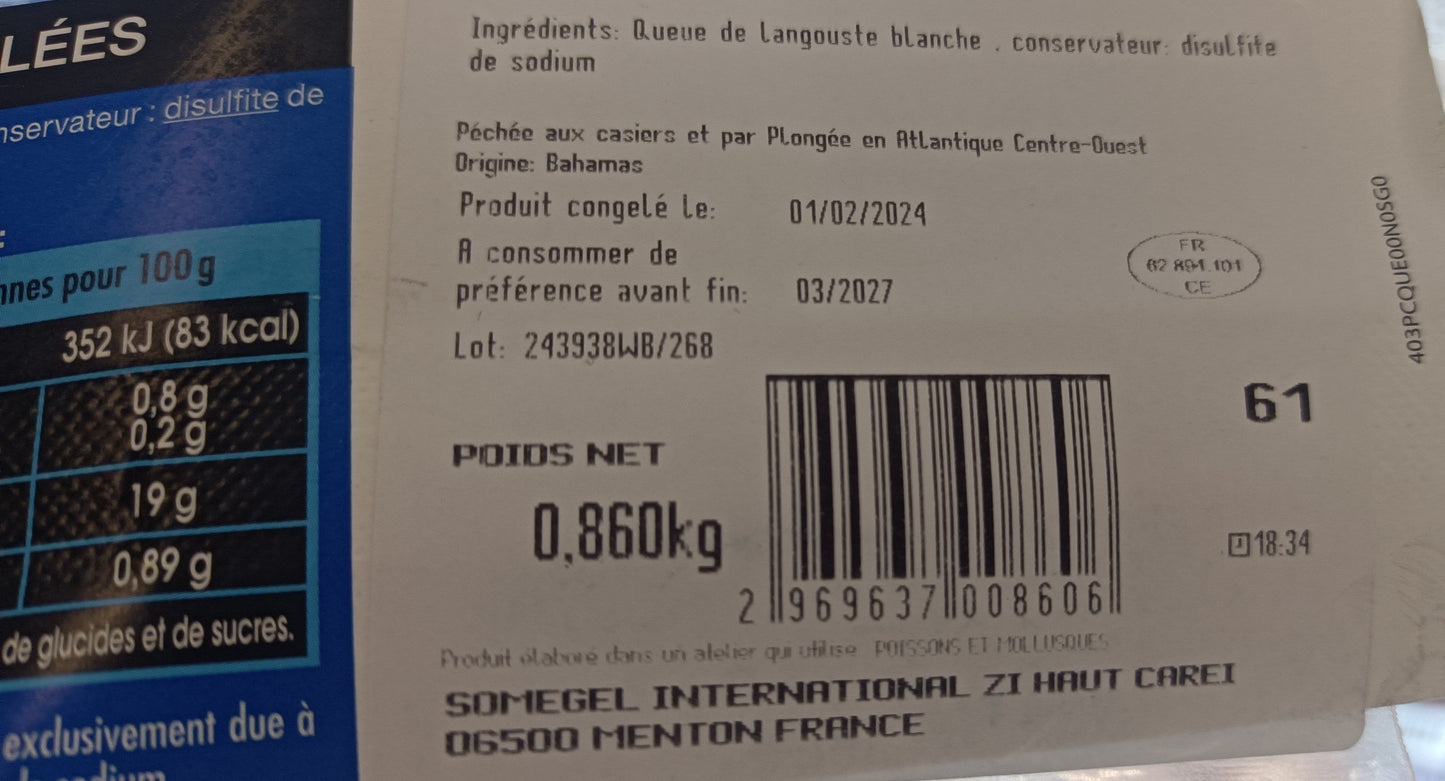 LÉES
nservateur : disulfite de
:
nnes pour 100 g
352 kJ (83 kcal)
0,8 g
0,2 g
19 g
0,89 g
de glucides et de sucres.
exclusivement due à
Ingrédients: Queue de langouste blanche . conservateur: disulfite
de sodium
Péchée aux casiers et par Plongée en Atlantique Centre-Ouest
Origine: Bahamas
Produit congelé le: 01/02/2024
A consommer de
préférence avant fin: 03/2027
Lot: 243938WB/268
FR
62 891.101
CE
403PCQUE00N0SG0
61
POIDS NET
0,860kg
18:34
2 969637 008606
Produit élaboré dans un atelier qui utilise POISSONS ET MOLLUSQUES
SOMEGEL INTERNATIONAL ZI HAUT CAREI
06500 MENTON FRANCE